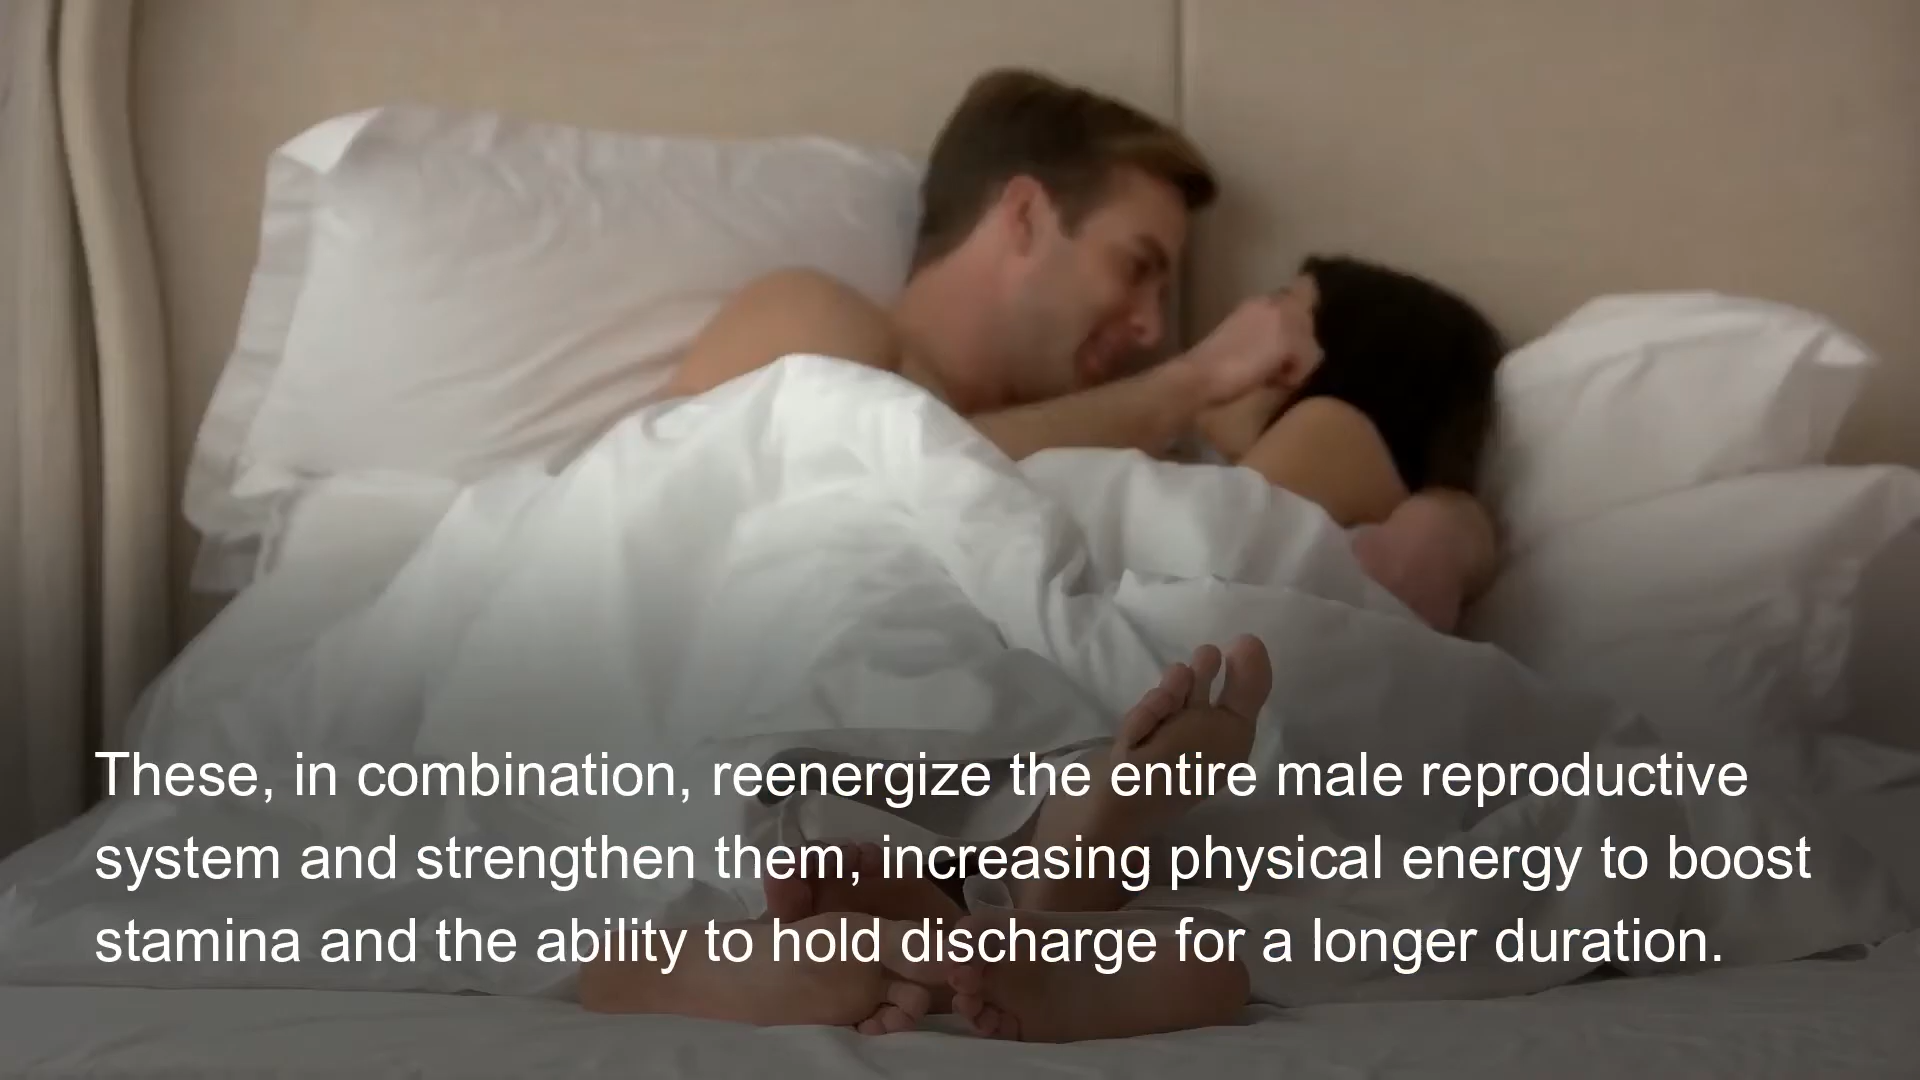 These, in combination, reenergize the entire male reproductive
system and strengthen them, increasing physical energy to boost
stamina and the ability to hold discharge for a longer duration.